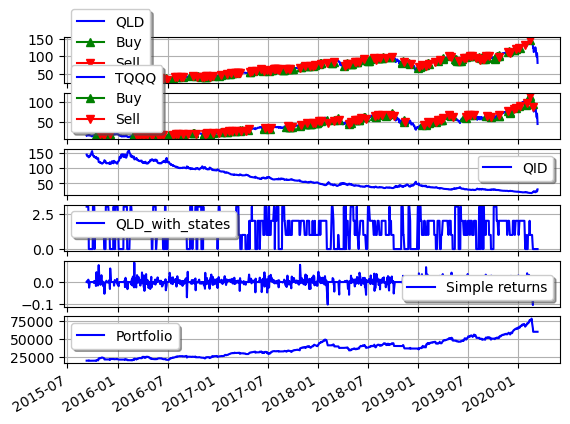 QLD
Buy
Sell
150
100
50
TQQQ
Buy
Sell
100
50
150
100
50
QID
2.5
0.0
QLD_with_states
0.0
−0.1
Simple returns
75000
50000
25000
Portfolio
2015-07
2016-01
2016-07
2017-01
2017-07
2018-01
2018-07
2019-01
2019-07
2020-01